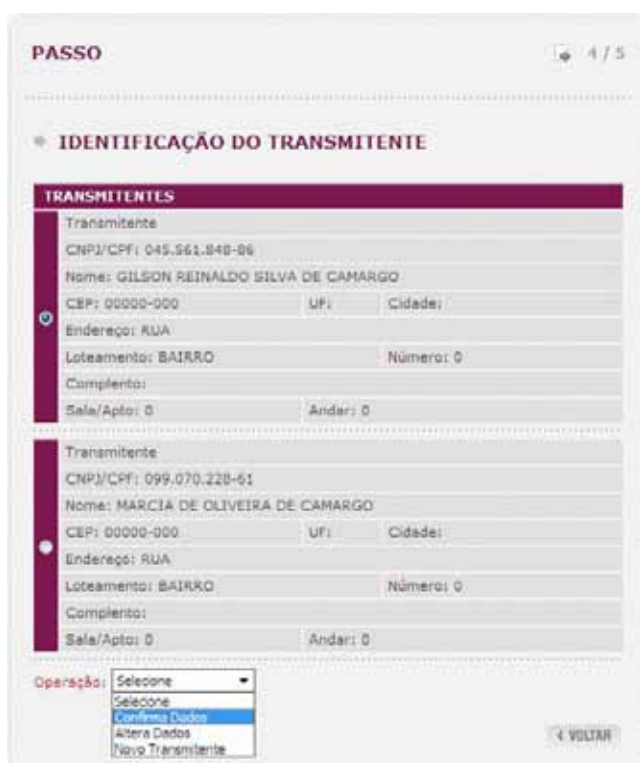 PASSO 4 / 5
IDENTIFICAÇÃO DO TRANSMITENTE
TRANSMITENTES
Transmitente
CNPJ/CPF: 045.561.848-86
Nome: GILSON REINALDO SILVA DE CAMARGO
CEP: 00000-000 UF: Cidade:
Endereço: RUA
Loteamento: BAIRRO Número: 0
Complento:
Sala/Apto: 0 Andar: 0
Transmitente
CNPJ/CPF: 099.070.228-61
Nome: MARCIA DE OLIVEIRA DE CAMARGO
CEP: 00000-000 UF: Cidade:
Endereço: RUA
Loteamento: BAIRRO Número: 0
Complento:
Sala/Apto: 0 Andar: 0
Operação: Selecione
Selecione
Confirma Dados
Altera Dados
Novo Transmitente
VOLTAR